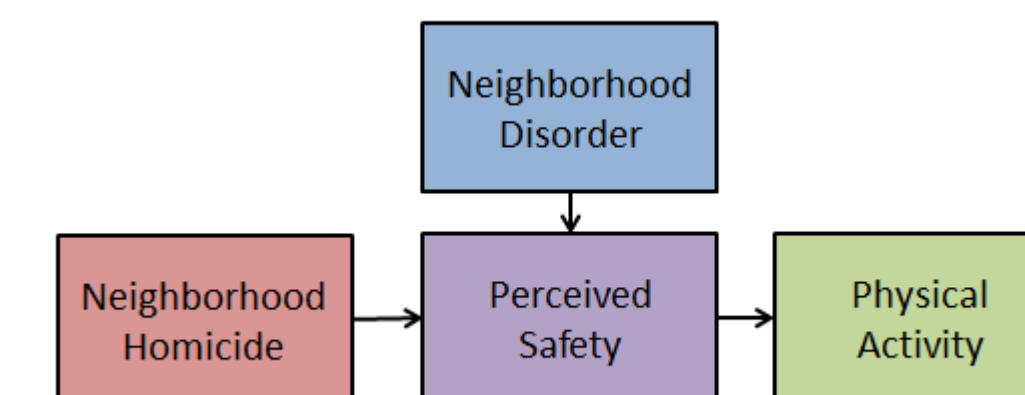 Neighborhood
Disorder
Neighborhood
Homicide
Perceived
Safety
Physical
Activity